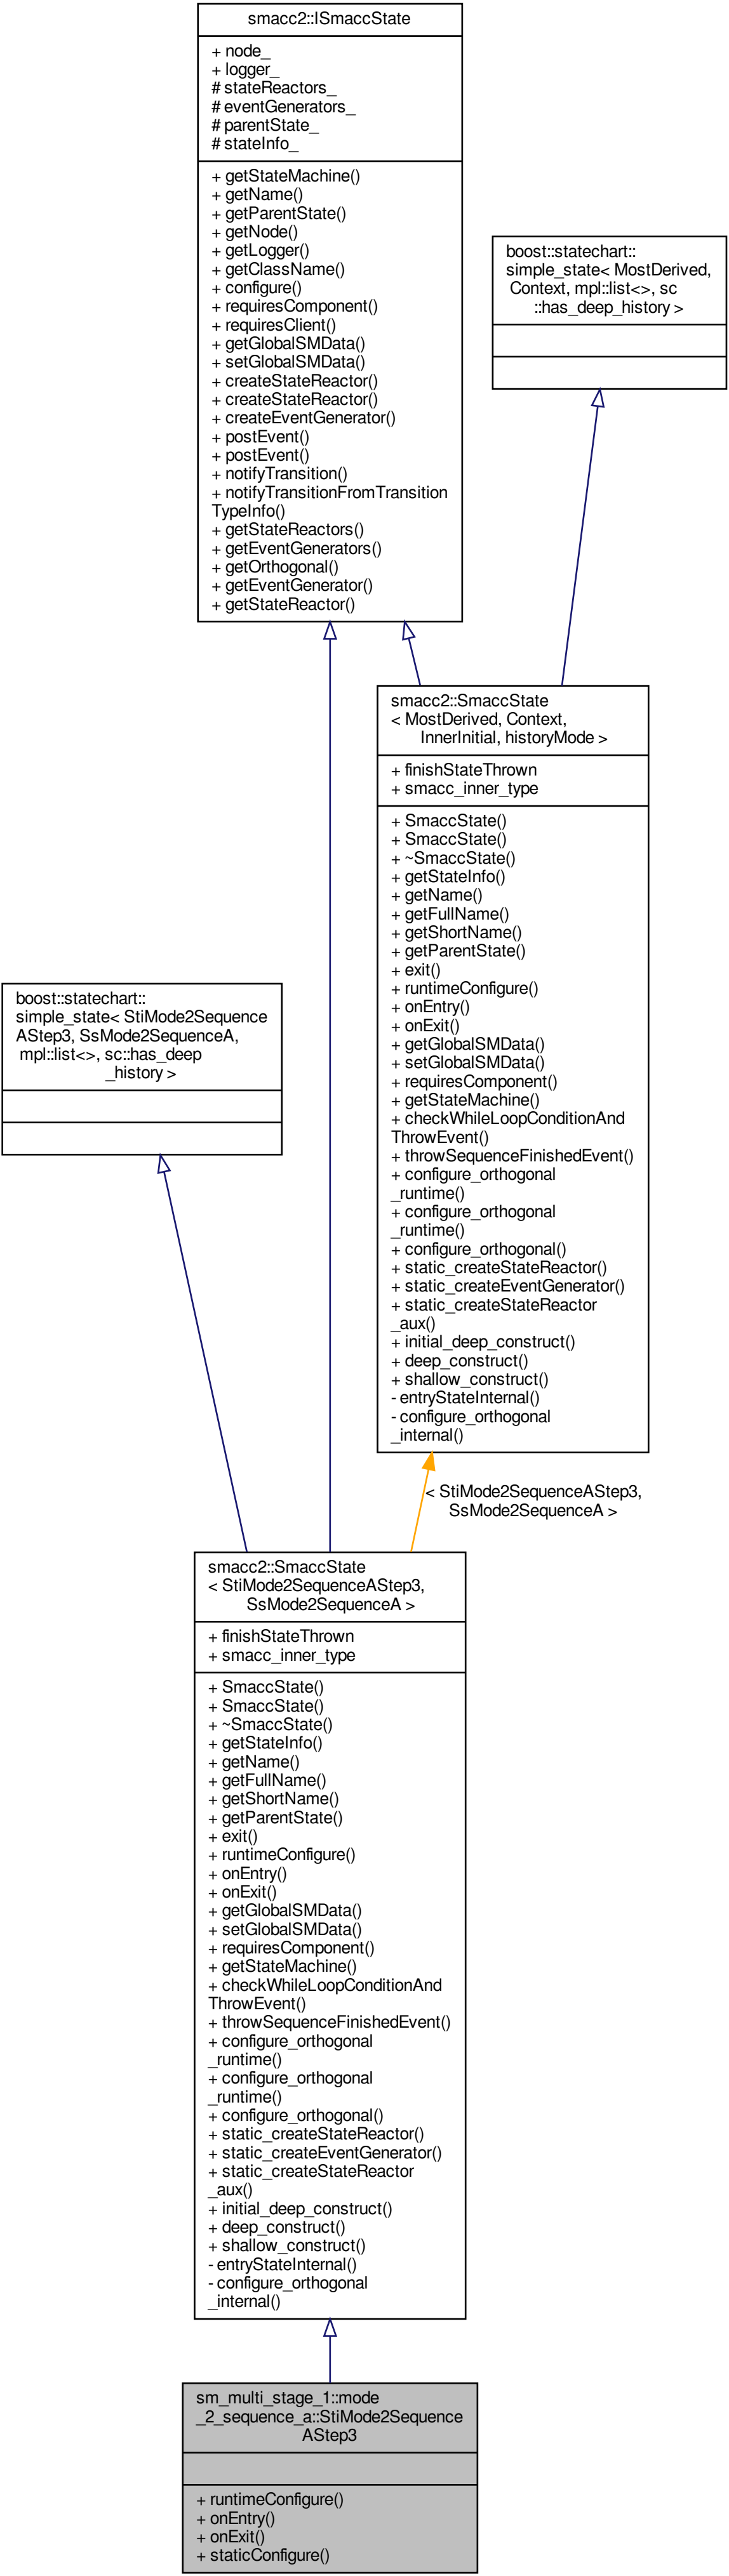 smacc2::ISmaccState
+ node_
+ logger_
# stateReactors_
# eventGenerators_
# parentState_
# stateInfo_
+ getStateMachine()
+ getName()
+ getParentState()
+ getNode()
+ getLogger()
+ getClassName()
+ configure()
+ requiresComponent()
+ requiresClient()
+ getGlobalSMData()
+ setGlobalSMData()
+ createStateReactor()
+ createStateReactor()
+ createEventGenerator()
+ postEvent()
+ postEvent()
+ notifyTransition()
+ notifyTransitionFromTransition
TypeInfo()
+ getStateReactors()
+ getEventGenerators()
+ getOrthogonal()
+ getEventGenerator()
+ getStateReactor()
boost::statechart::
simple_state< MostDerived,
Context, mpl::list<>, sc
::has_deep_history >
smacc2::SmaccState
< MostDerived, Context,
InnerInitial, historyMode >
+ finishStateThrown
+ smacc_inner_type
+ SmaccState()
+ SmaccState()
+ ~SmaccState()
+ getStateInfo()
+ getName()
+ getFullName()
+ getShortName()
+ getParentState()
+ exit()
+ runtimeConfigure()
+ onEntry()
+ onExit()
+ getGlobalSMData()
+ setGlobalSMData()
+ requiresComponent()
+ getStateMachine()
+ checkWhileLoopConditionAnd
ThrowEvent()
+ throwSequenceFinishedEvent()
+ configure_orthogonal
_runtime()
+ configure_orthogonal
_runtime()
+ configure_orthogonal()
+ static_createStateReactor()
+ static_createEventGenerator()
+ static_createStateReactor
_aux()
+ initial_deep_construct()
+ deep_construct()
+ shallow_construct()
- entryStateInternal()
- configure_orthogonal
_internal()
boost::statechart::
simple_state< StiMode2Sequence
AStep3, SsMode2SequenceA,
mpl::list<>, sc::has_deep
_history >
< StiMode2SequenceAStep3,
SsMode2SequenceA >
smacc2::SmaccState
< StiMode2SequenceAStep3,
SsMode2SequenceA >
+ finishStateThrown
+ smacc_inner_type
+ SmaccState()
+ SmaccState()
+ ~SmaccState()
+ getStateInfo()
+ getName()
+ getFullName()
+ getShortName()
+ getParentState()
+ exit()
+ runtimeConfigure()
+ onEntry()
+ onExit()
+ getGlobalSMData()
+ setGlobalSMData()
+ requiresComponent()
+ getStateMachine()
+ checkWhileLoopConditionAnd
ThrowEvent()
+ throwSequenceFinishedEvent()
+ configure_orthogonal
_runtime()
+ configure_orthogonal
_runtime()
+ configure_orthogonal()
+ static_createStateReactor()
+ static_createEventGenerator()
+ static_createStateReactor
_aux()
+ initial_deep_construct()
+ deep_construct()
+ shallow_construct()
- entryStateInternal()
- configure_orthogonal
_internal()
sm_multi_stage_1::mode
_2_sequence_a::StiMode2Sequence
AStep3
+ runtimeConfigure()
+ onEntry()
+ onExit()
+ staticConfigure()